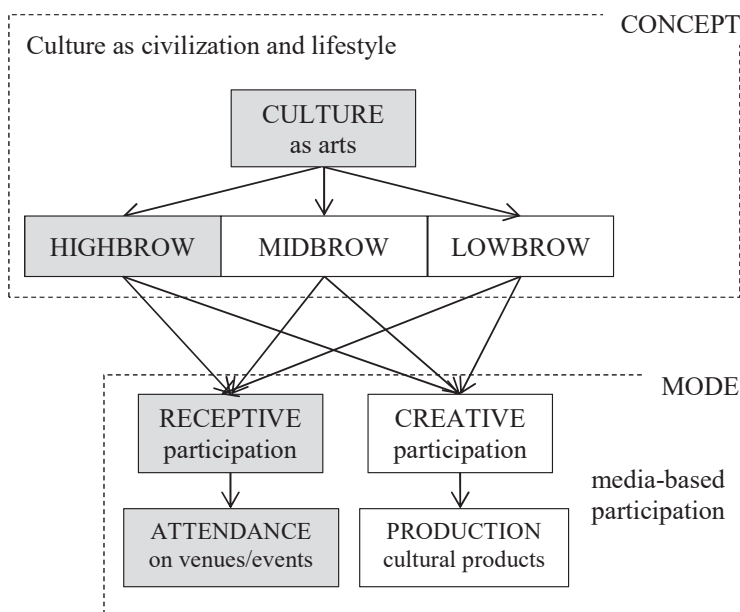 CONCEPT
Culture as civilization and lifestyle
CULTURE
as arts
HIGHBROW
MIDBROW
LOWBROW
MODE
RECEPTIVE
participation
CREATIVE
participation
media-based
participation
ATTENDANCE
on venues/events
PRODUCTION
cultural products